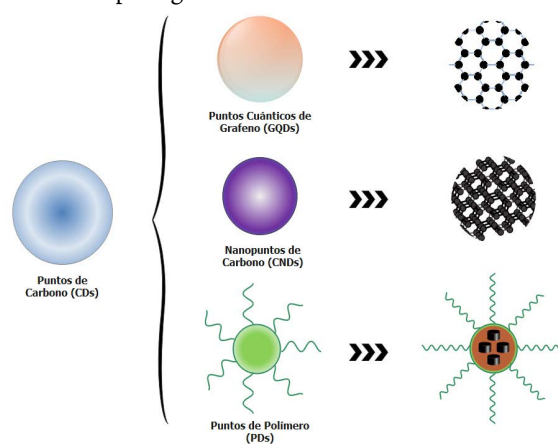 Puntos Cuánticos de
Grafeno (GQDs)
Puntos de
Carbono (CDs)
Nanopuntos de
Carbono (CNDs)
Puntos de Polímero
(PDs)